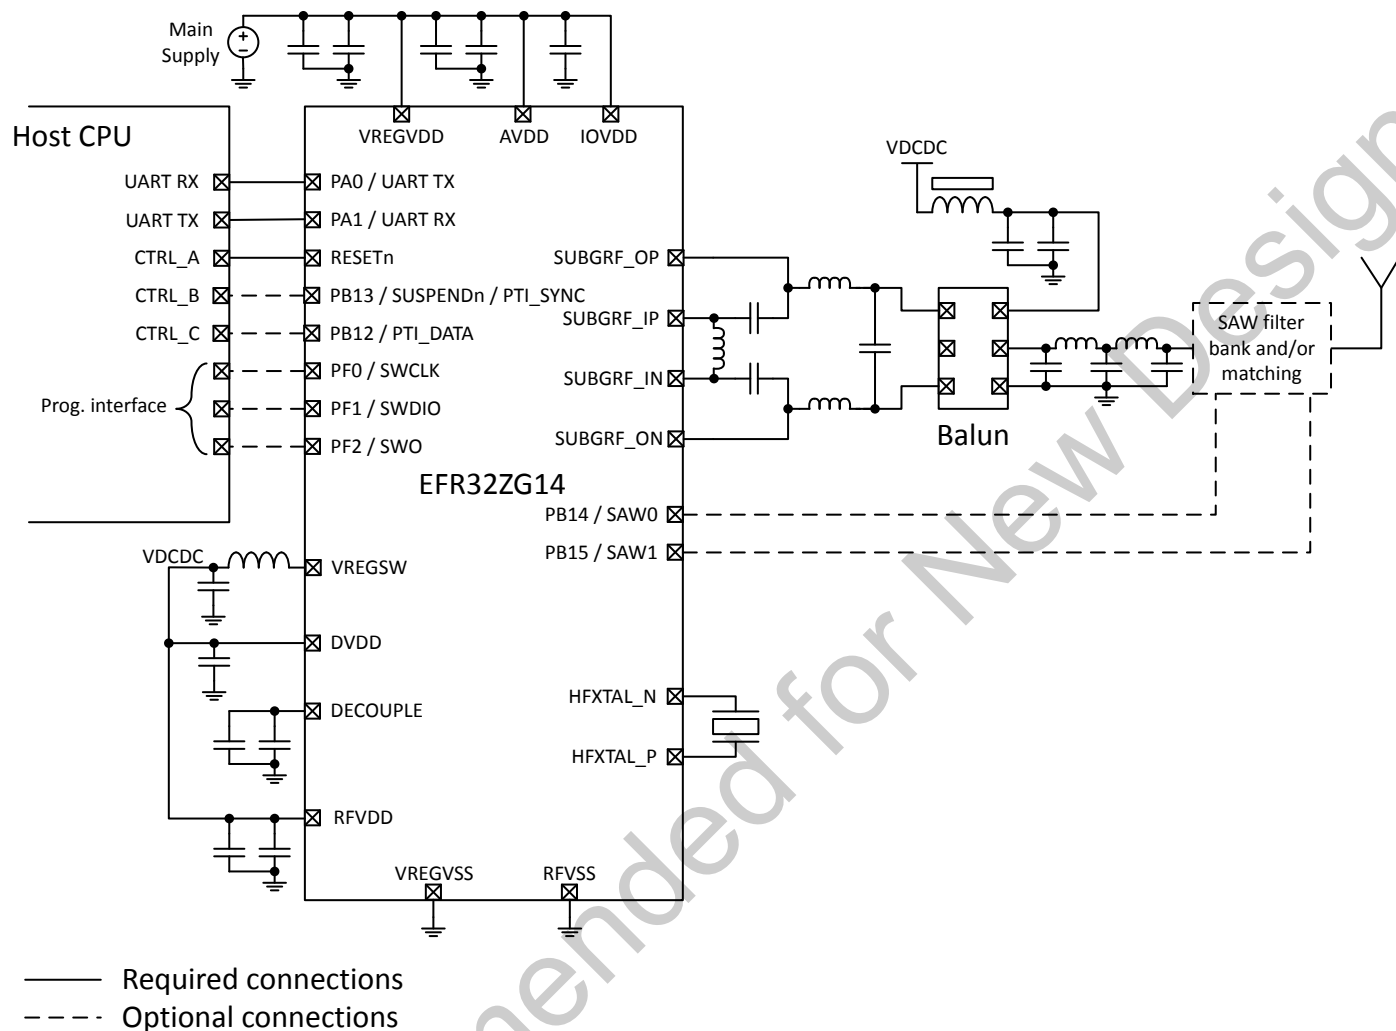 Main
Supply
Host CPU
VREGVDD
AVDD
IOVDD
VDCDC
UART RX
PA0 / UART TX
UART TX
PA1 / UART RX
CTRL_A
RESETn
SUBGRF_OP
CTRL_B
PB13 / SUSPENDn / PTI_SYNC
SUBGRF_IP
CTRL_C
PB12 / PTI_DATA
SAW filter
bank and/or
matching
PF0 / SWCLK
SUBGRF_IN
Prog. interface
PF1 / SWDIO
PF2 / SWO
SUBGRF_ON
Balun
EFR32ZG14
PB14 / SAW0
PB15 / SAW1
VDCDC
VREGSW
DVDD
DECOUPLE
HFXTAL_N
HFXTAL_P
RFVDD
VREGVSS
RFVSS
Required connections
Optional connections
mended for New Design